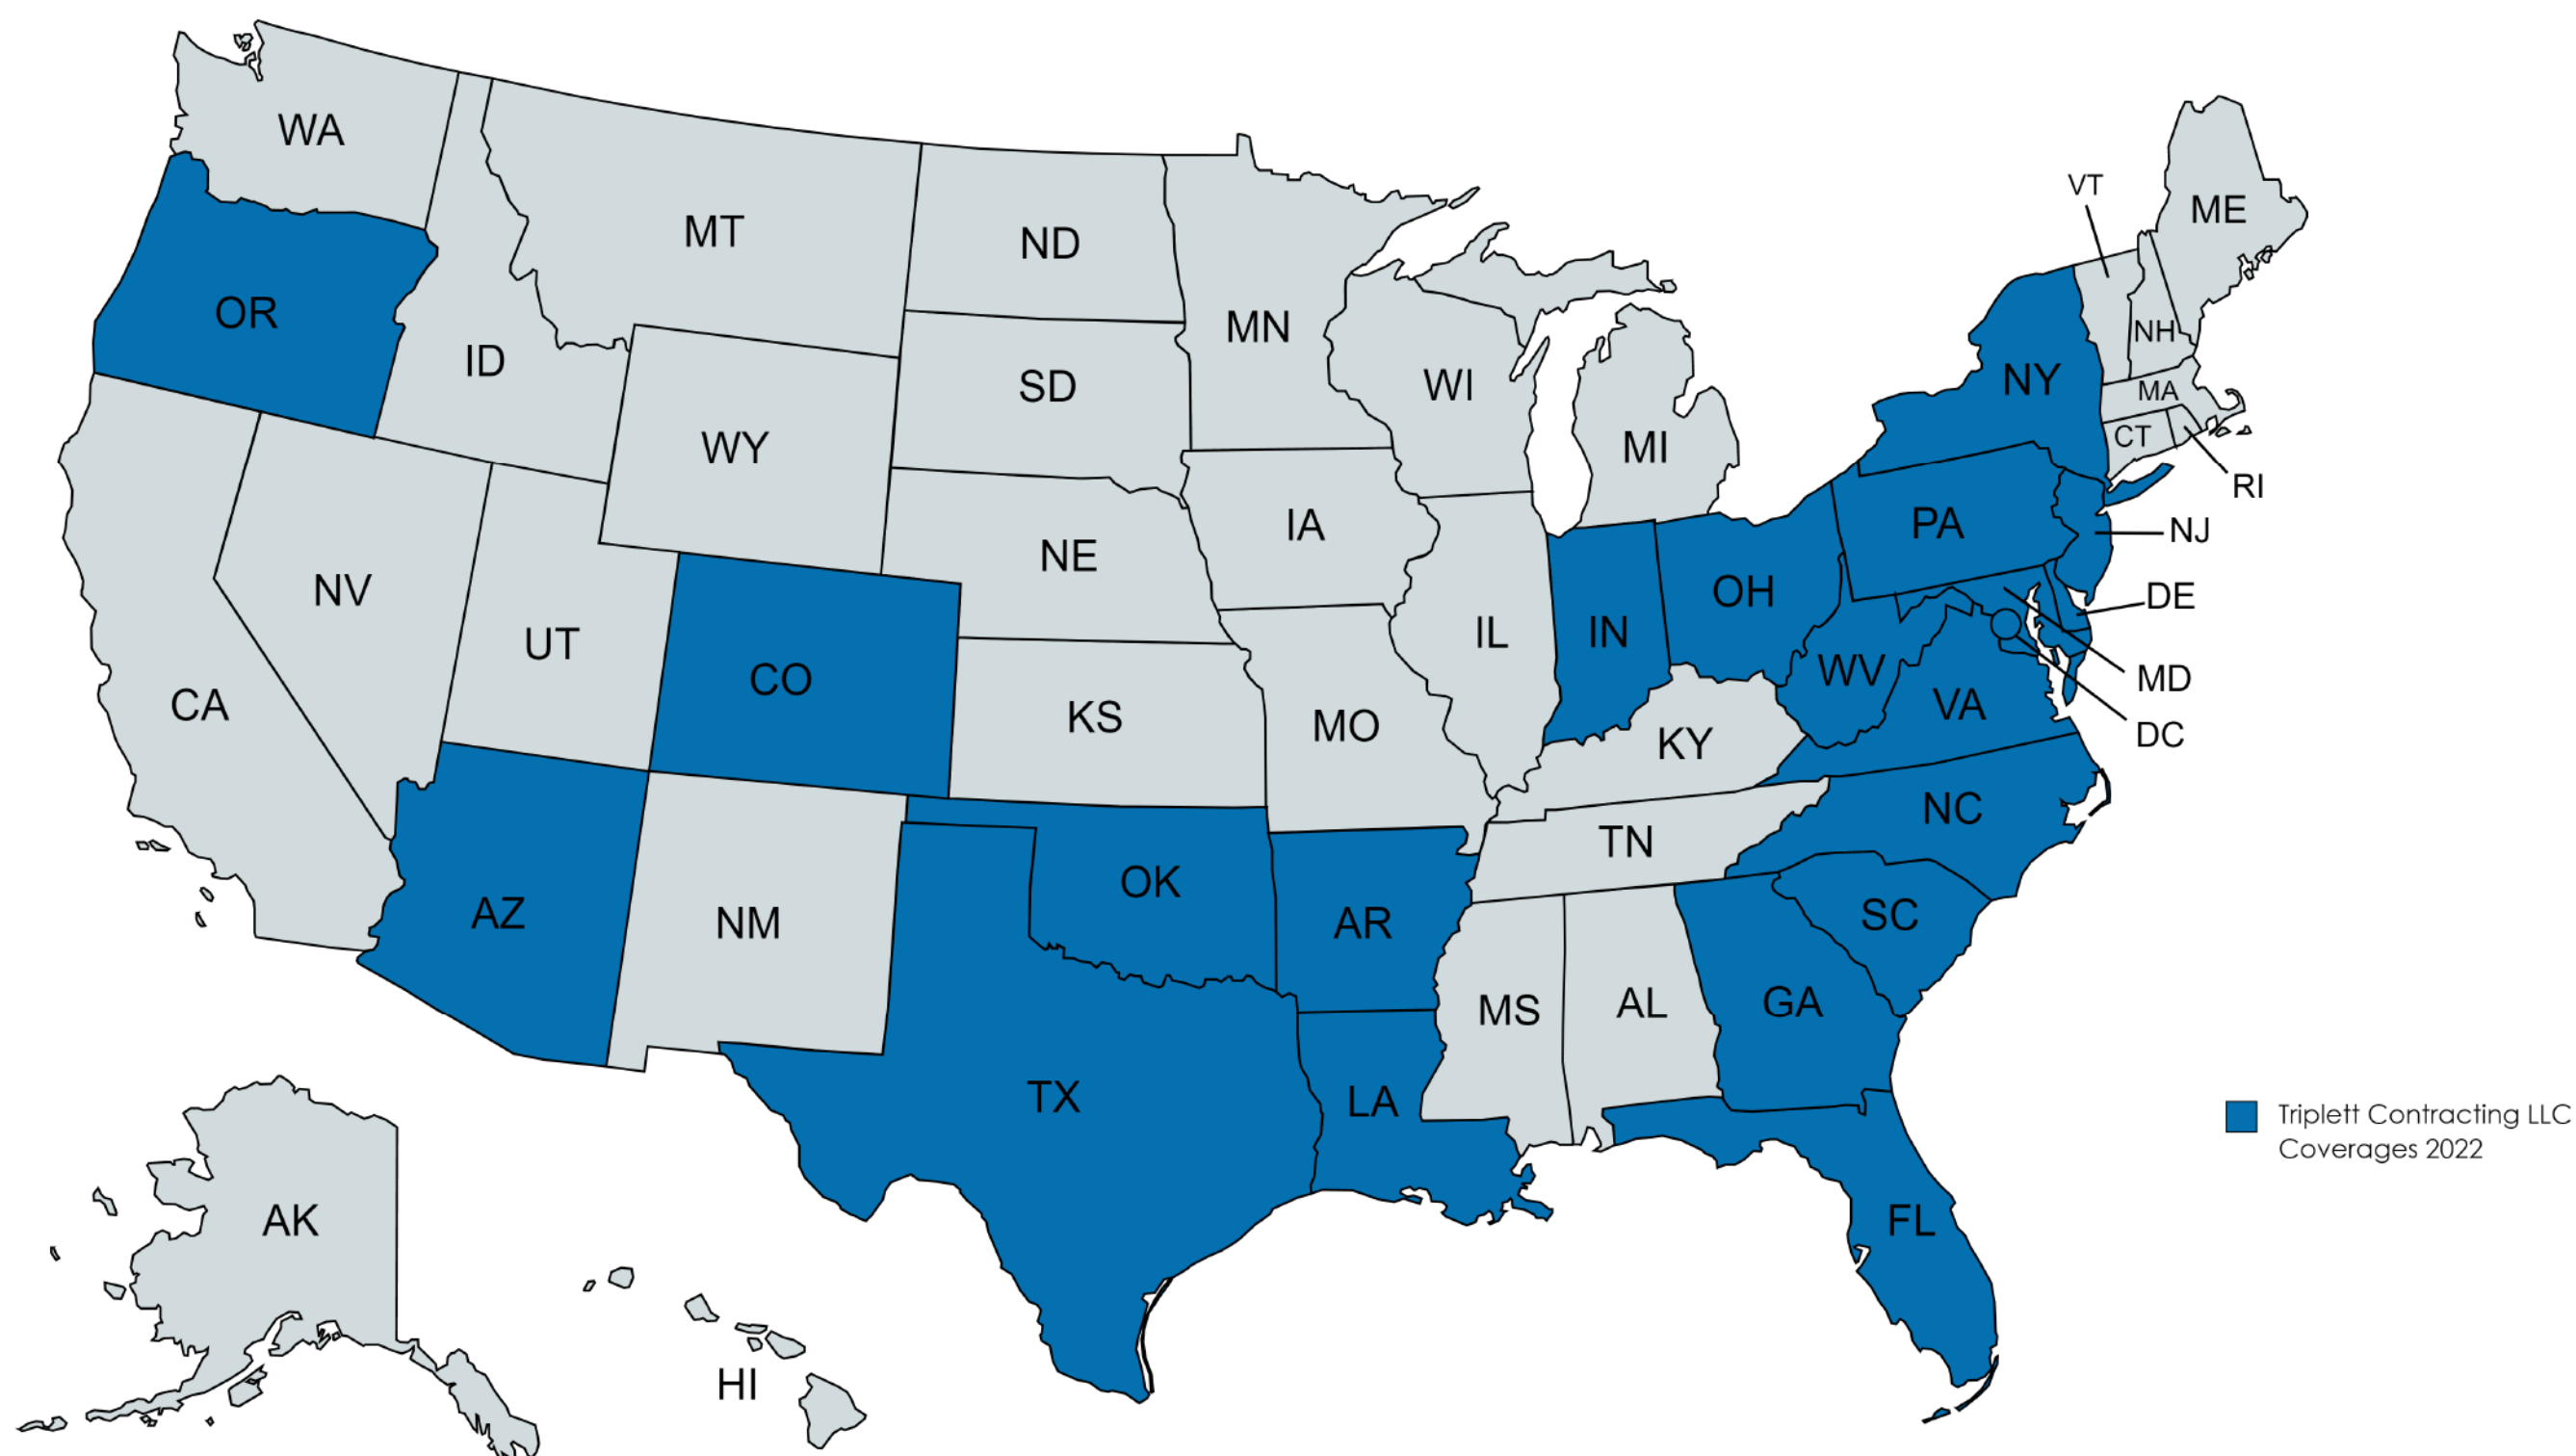 WA
MT
ND
MN
VT
ME
OR
ID
SD
WI
NH
NY
MA
WY
MI
CT
RI
NE
IA
PA
NJ
NV
UT
CO
IL
IN
OH
DE
CA
KS
MO
WV
VA
MD
DC
KY
NC
TN
AZ
NM
OK
AR
SC
MS
AL
GA
TX
LA
Triplett Contracting LLC
Coverages 2022
AK
FL
HI